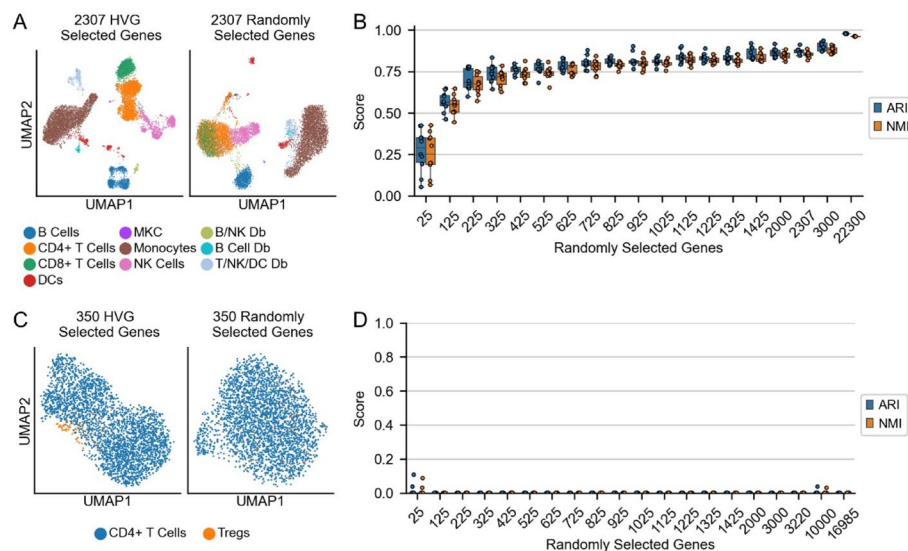 A
2307 HVG
Selected Genes
2307 Randomly
Selected Genes
UMAP2
UMAP1
UMAP1
B Cells
CD4+ T Cells
CD8+ T Cells
DCs
MKC
Monocytes
NK Cells
B/NK Db
B Cell Db
T/NK/DC Db
B
1.00
0.75
0.50
0.25
0.00
Score
25
125
225
325
425
525
625
725
825
925
1025
1125
1225
1325
1425
2000
2307
3000
22300
Randomly Selected Genes
ARI
NMI
C
350 HVG
Selected Genes
350 Randomly
Selected Genes
UMAP2
UMAP1
UMAP1
CD4+ T Cells
Tregs
D
1.0
0.8
0.6
0.4
0.2
0.0
Score
25
125
225
325
425
525
625
725
825
925
1025
1125
1225
1325
1425
2000
3000
3220
10000
16985
Randomly Selected Genes
ARI
NMI